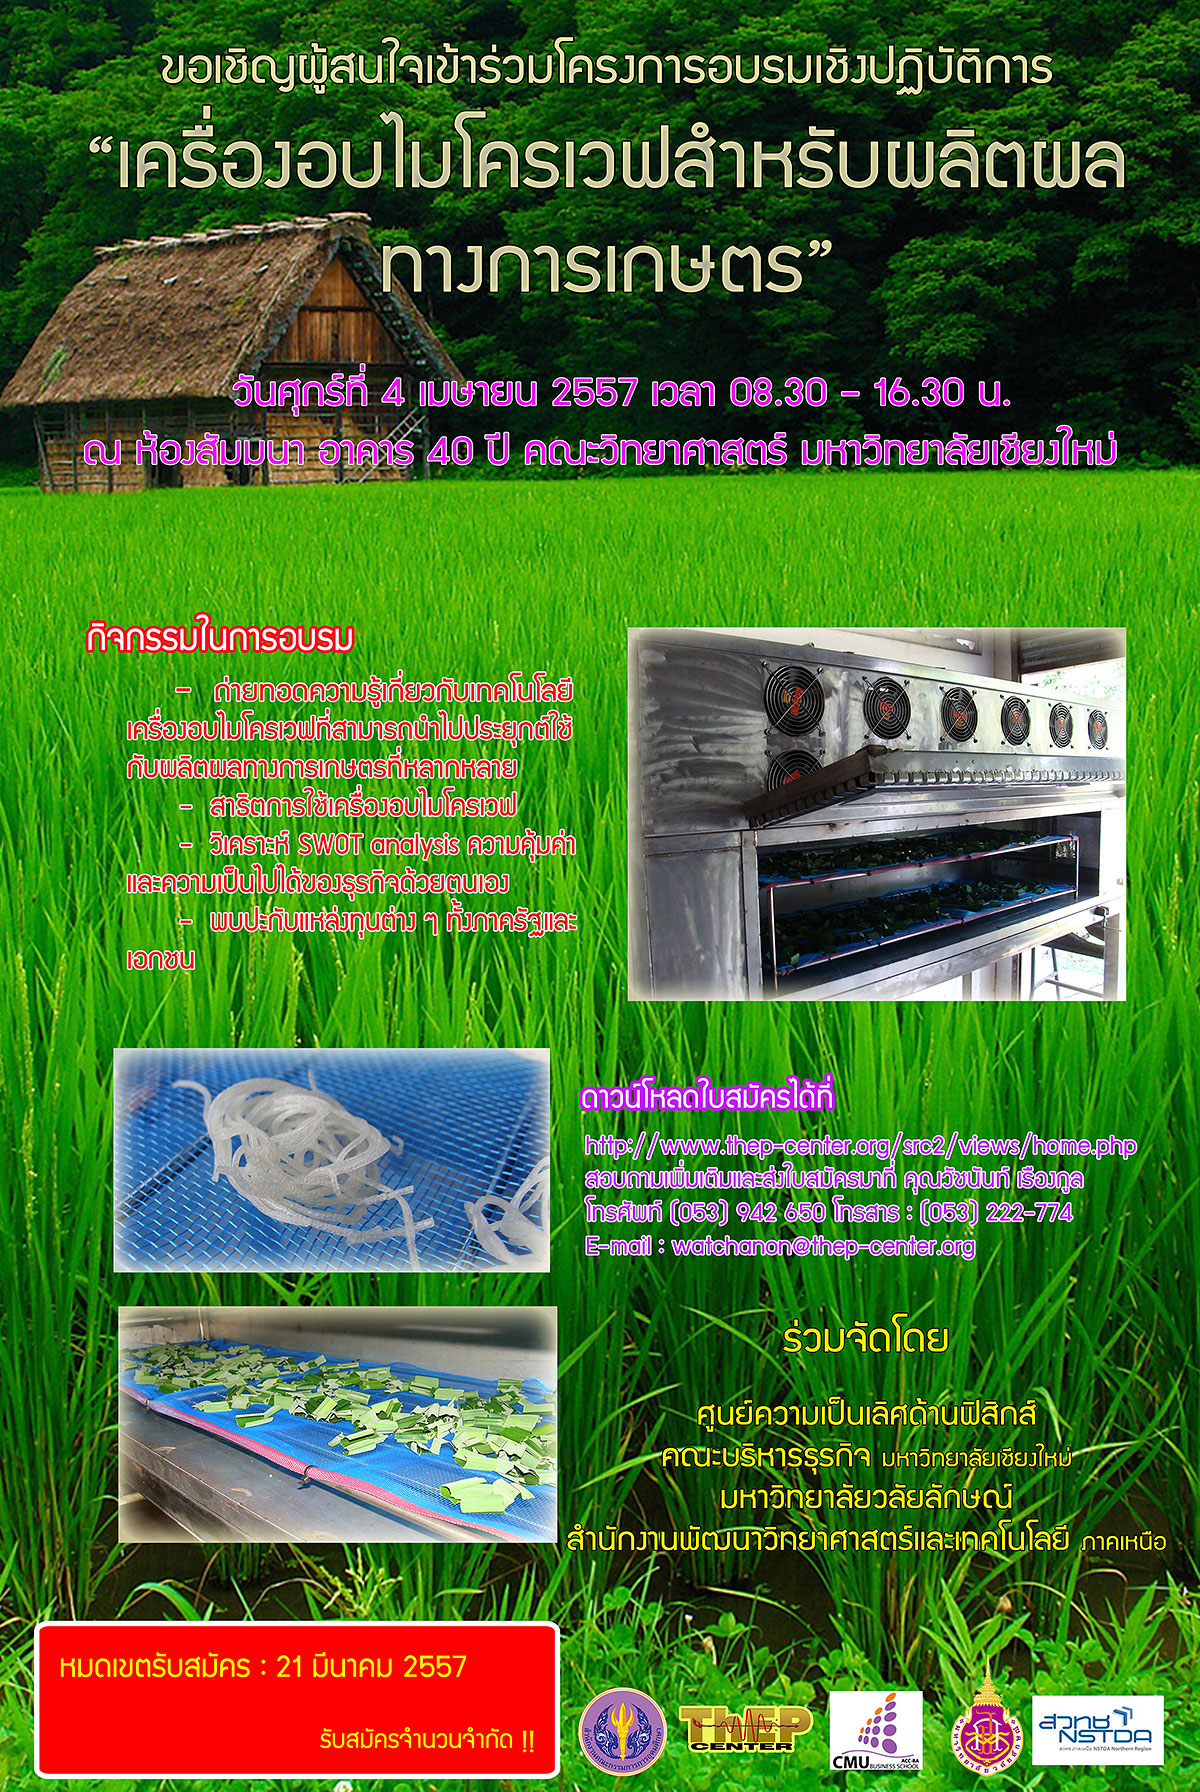 ขอเชิญผู้สนใจเข้าร่วมโครงการอบรมเชิงปฏิบัติการ
“เครื่องอบไมโครเวฟสำหรับผลิตผล
ทางการเกษตร”
วันศุกร์ที่ 4 เมษายน 2557 เวลา 08.30 - 16.30 น.
ณ ห้องสัมมนา อาคาร 40 ปี คณะวิทยาศาสตร์ มหาวิทยาลัยเชียงใหม่
กิจกรรมในการอบรม
- ถ่ายทอดความรู้เกี่ยวกับเทคโนโลยี
เครื่องอบไมโครเวฟที่สามารถนำไปประยุกต์ใช้
กับผลิตผลทางการเกษตรที่หลากหลาย
- สาธิตการใช้เครื่องอบไมโครเวฟ
- วิเคราะห์ SWOT analysis ความคุ้มค่า
และความเป็นไปได้ของธุรกิจด้วยตนเอง
- พบปะกับแหล่งทุนต่าง ๆ ทั้งภาครัฐและ
เอกชน
ดาวน์โหลดใบสมัครได้ที่
http://www.thep-center.org/src2/views/home.php
สอบถามเพิ่มเติมและส่งใบสมัครมาที่ คุณวัชนันท์ เรืองกูล
โทรศัพท์ (053) 942 650 โทรสาร : (053) 222-774
E-mail : watchanon@thep-center.org
ร่วมจัดโดย
ศูนย์ความเป็นเลิศด้านฟิสิกส์
คณะบริหารธุรกิจ มหาวิทยาลัยเชียงใหม่
มหาวิทยาลัยวลัยลักษณ์
สำนักงานพัฒนาวิทยาศาสตร์และเทคโนโลยี ภาคเหนือ
หมดเขตรับสมัคร : 21 มีนาคม 2557
รับสมัครจำนวนจำกัด !!
THEP
CENTER
ACC-BA
CMU BUSINESS SCHOOL
สวทช
NSTDA
สวทช.ภาคเหนือ NSTDA Northern Region